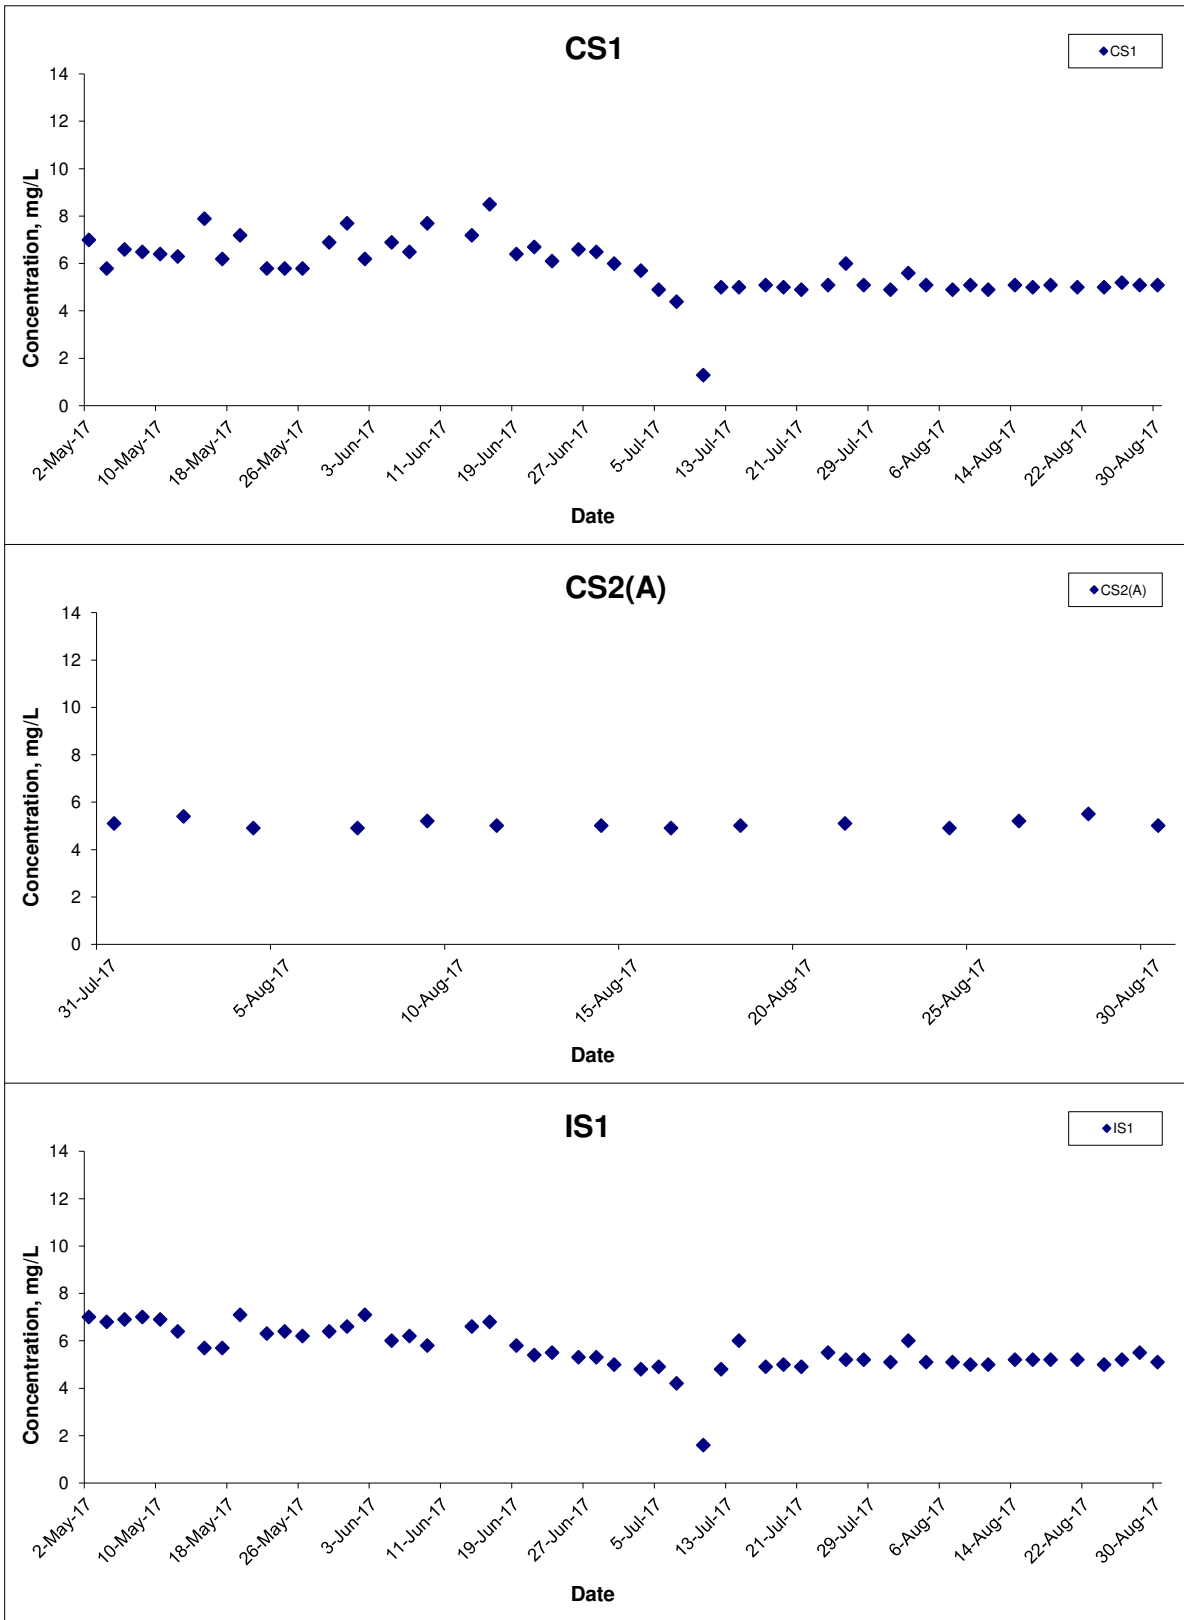 CS1
CS1
14
12
10
8
6
4
2
0
Concentration, mg/L
2-May-17
10-May-17
18-May-17
26-May-17
3-Jun-17
11-Jun-17
19-Jun-17
27-Jun-17
5-Jul-17
13-Jul-17
21-Jul-17
29-Jul-17
6-Aug-17
14-Aug-17
22-Aug-17
30-Aug-17
Date
CS2(A)
CS2(A)
14
12
10
8
6
4
2
0
Concentration, mg/L
31-Jul-17
5-Aug-17
10-Aug-17
15-Aug-17
20-Aug-17
25-Aug-17
30-Aug-17
Date
IS1
IS1
14
12
10
8
6
4
2
0
Concentration, mg/L
2-May-17
10-May-17
18-May-17
26-May-17
3-Jun-17
11-Jun-17
19-Jun-17
27-Jun-17
5-Jul-17
13-Jul-17
21-Jul-17
29-Jul-17
6-Aug-17
14-Aug-17
22-Aug-17
30-Aug-17
Date